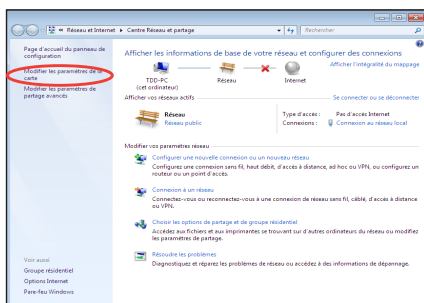 Réseau et Internet ▸ Centre Réseau et partage
Rechercher
Page d'accueil du panneau de
configuration
Modifier les paramètres de la
carte
Modifier les paramètres de
partage avancés
Voir aussi
Groupe résidentiel
Options Internet
Pare-feu Windows
Afficher les informations de base de votre réseau et configurer des connexions
Afficher l'intégralité du mappage
TDD-PC
(cet ordinateur)
Réseau
Internet
Afficher vos réseaux actifs
Se connecter ou se déconnecter
Réseau
Réseau public
Type d'accès : Pas d'accès Internet
Connexions : Connexion au réseau local
Modifier vos paramètres réseau
Configurer une nouvelle connexion ou un nouveau réseau
Configurez une connexion sans fil, haut débit, d'accès à distance, ad hoc ou VPN, ou configurez un
routeur ou un point d'accès.
Connexion à un réseau
Connectez-vous ou reconnectez-vous à une connexion de réseau sans fil, câblé, d'accès à distance
ou VPN.
Choisir les options de partage et de groupe résidentiel
Accédez aux fichiers et aux imprimantes se trouvant sur d'autres ordinateurs du réseau ou modifiez
les paramètres de partage.
Résoudre les problèmes
Diagnostiquez et réparez les problèmes de réseau ou accédez à des informations de dépannage.